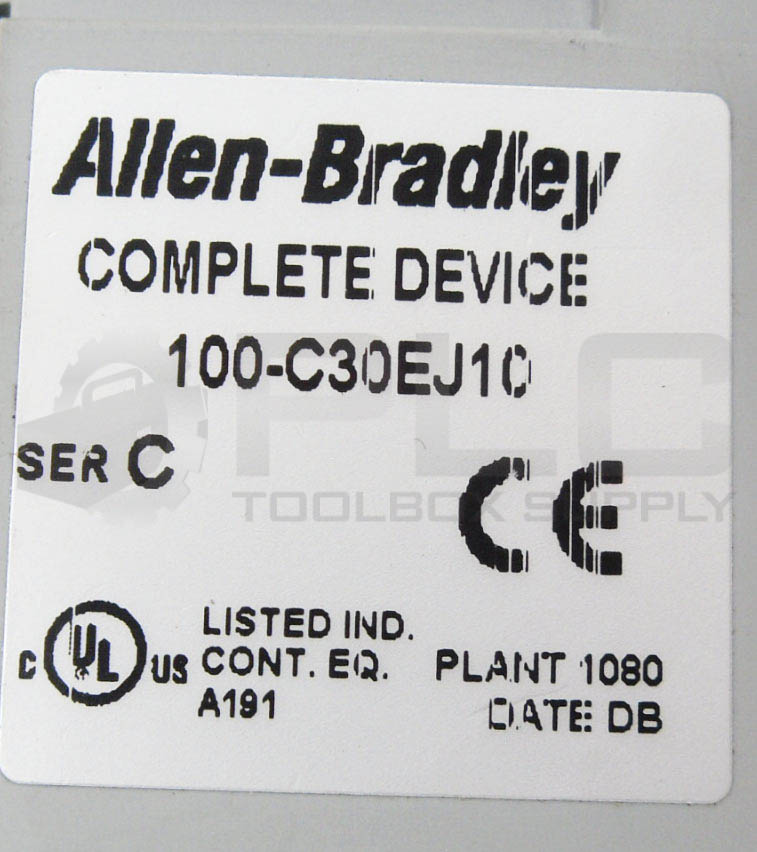 Allen-Bradley
COMPLETE DEVICE
100-C30EJ10
SER C
CE
PLC
TOOLBOX SUPPLY
C UL US
LISTED IND.
CONT. EQ.
A191
PLANT 1080
DATE DB